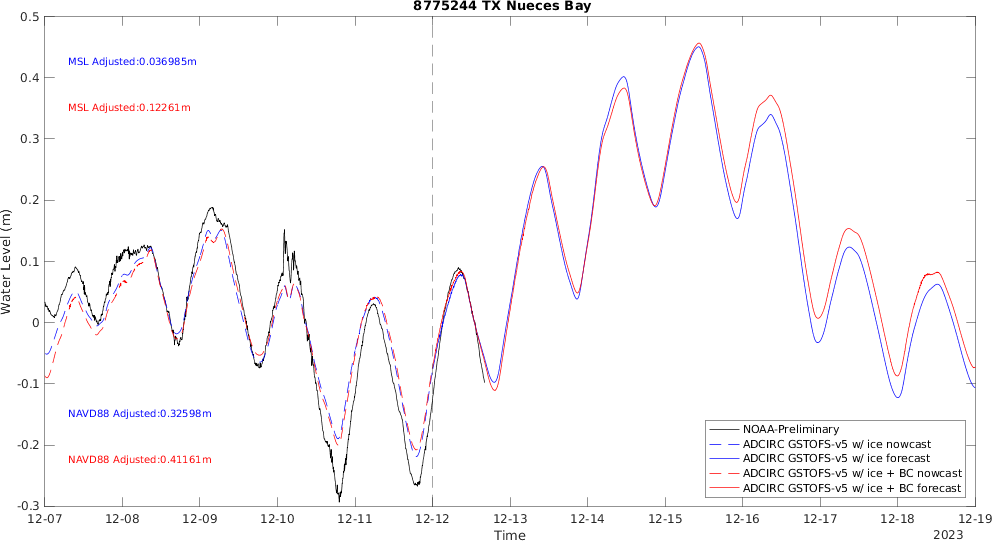 8775244 TX Nueces Bay
Water Level (m)
0.5
0.4
0.3
0.2
0.1
0
-0.1
-0.2
-0.3
MSL Adjusted:0.036985m
MSL Adjusted:0.12261m
NAVD88 Adjusted:0.32598m
NAVD88 Adjusted:0.41161m
NOAA-Preliminary
ADCIRC GSTOFS-v5 w/ ice nowcast
ADCIRC GSTOFS-v5 w/ ice forecast
ADCIRC GSTOFS-v5 w/ ice + BC nowcast
ADCIRC GSTOFS-v5 w/ ice + BC forecast
12-07 12-08 12-09 12-10 12-11 12-12 12-13 12-14 12-15 12-16 12-17 12-18 12-19
Time
2023